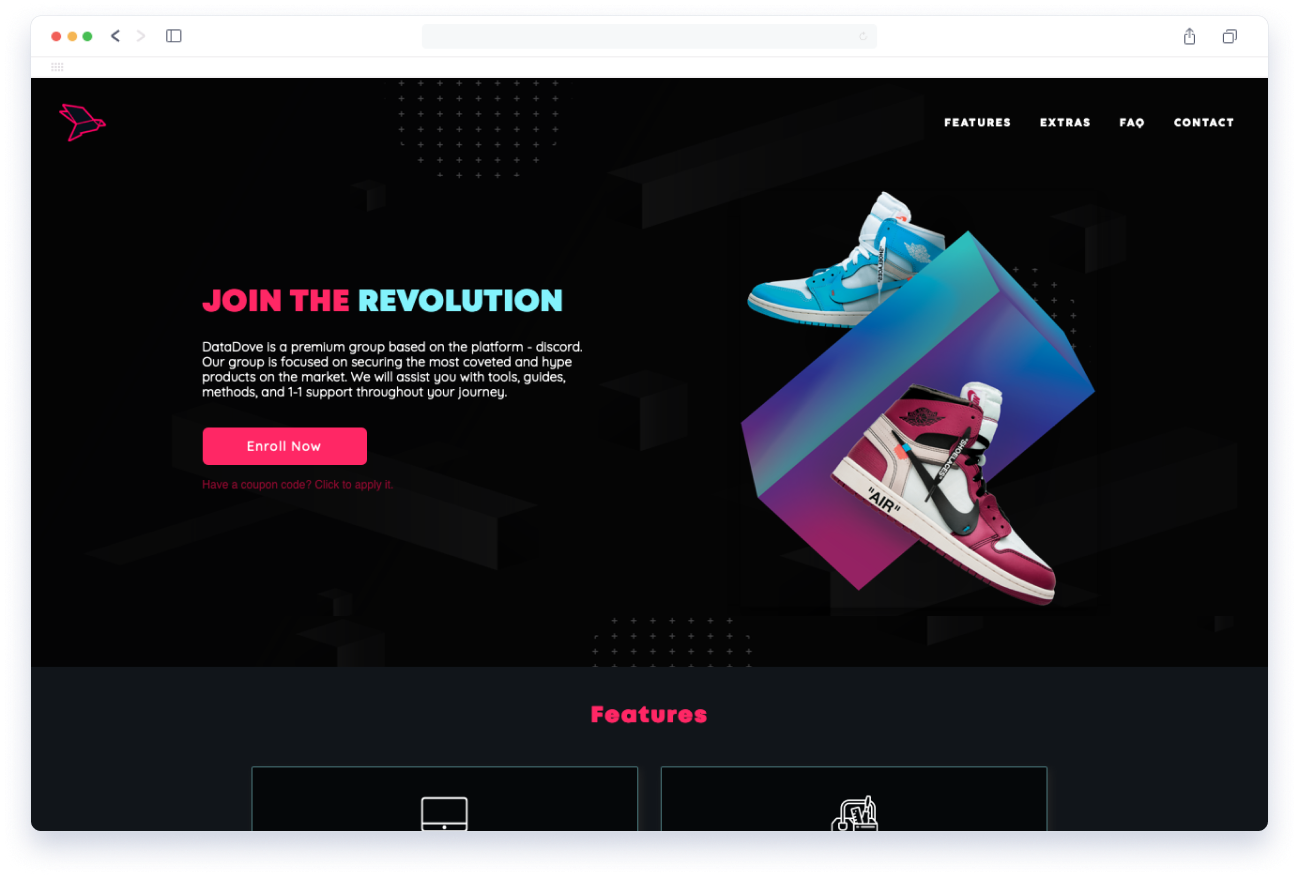 FEATURES EXTRAS FAQ CONTACT
JOIN THE REVOLUTION
DataDove is a premium group based on the platform - discord.
Our group is focused on securing the most coveted and hype
products on the market. We will assist you with tools, guides,
methods, and 1-1 support throughout your journey.
Enroll Now
Have a coupon code? Click to apply it.
"SHOELACES"
"AIR"
Features